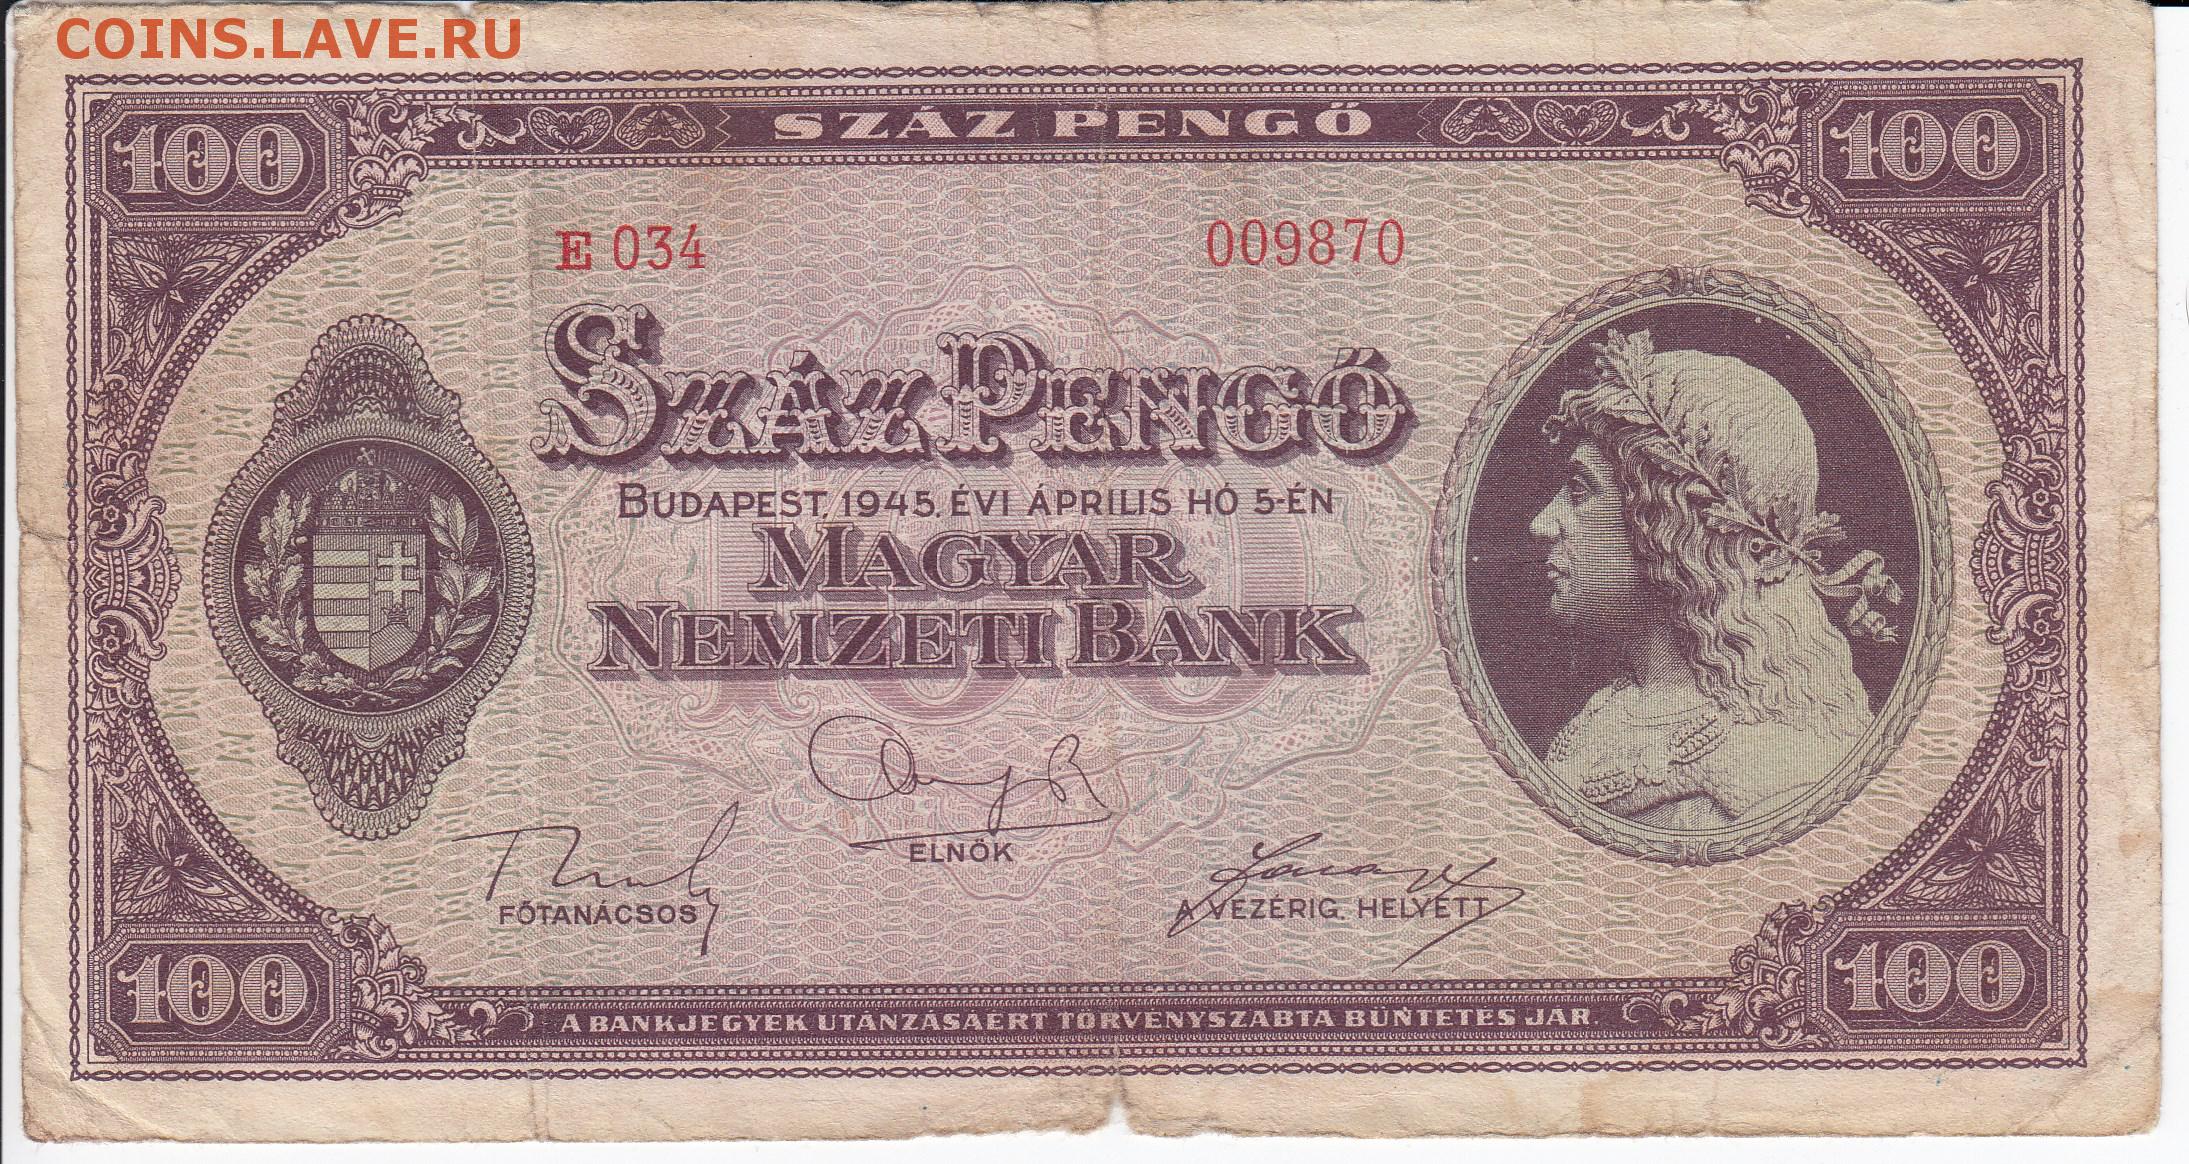 COINS.LAVE.RU
100 SZÁZ PENGŐ 100
E 034 009870
SZÁZ PENGŐ
BUDAPEST, 1945. ÉVI ÁPRILIS HÓ 5-ÉN
MAGYAR
NEMZETI BANK
100
ELNÖK
FŐTANÁCSOS
A VEZÉRIG. HELYETT
100 A BANKJEGYEK UTÁNZÁSÁÉRT TÖRVÉNYSZABTA BÜNTETÉS JÁR. 100